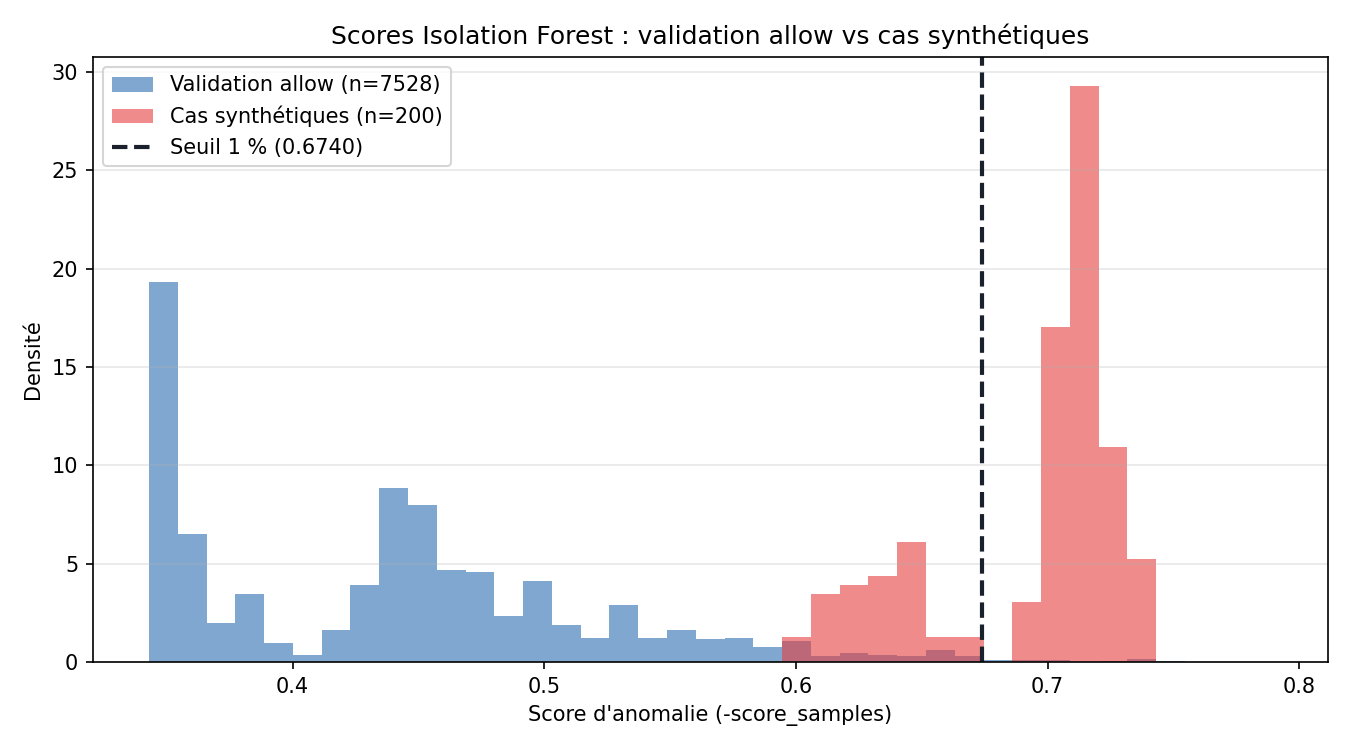 Scores Isolation Forest : validation allow vs cas synthétiques
Validation allow (n=7528)
Cas synthétiques (n=200)
Seuil 1 % (0.6740)
Densité
30
25
20
15
10
5
0
0.4 0.5 0.6 0.7 0.8
Score d'anomalie (-score_samples)